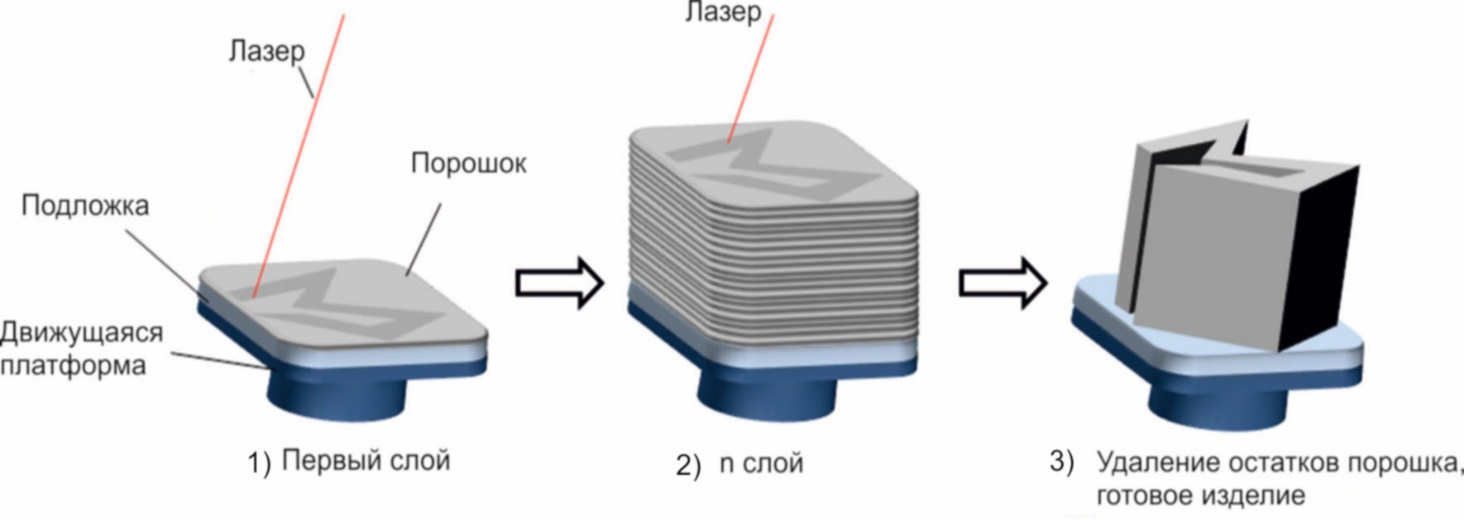 Лазер
Лазер
Порошок
Подложка
Движущаяся
платформа
1) Первый слой
2) n слой
3) Удаление остатков порошка,
готовое изделие